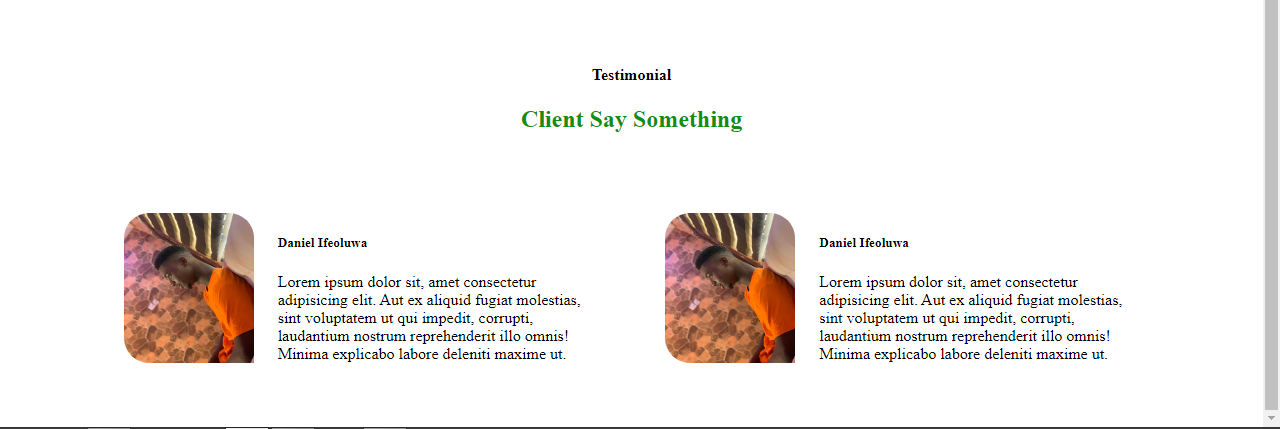 Testimonial
Client Say Something
Daniel Ifeoluwa
Lorem ipsum dolor sit, amet consectetur
adipisicing elit. Aut ex aliquid fugiat molestias,
sint voluptatem ut qui impedit, corrupti,
laudantium nostrum reprehenderit illo omnis!
Minima explicabo labore deleniti maxime ut.
Daniel Ifeoluwa
Lorem ipsum dolor sit, amet consectetur
adipisicing elit. Aut ex aliquid fugiat molestias,
sint voluptatem ut qui impedit, corrupti,
laudantium nostrum reprehenderit illo omnis!
Minima explicabo labore deleniti maxime ut.